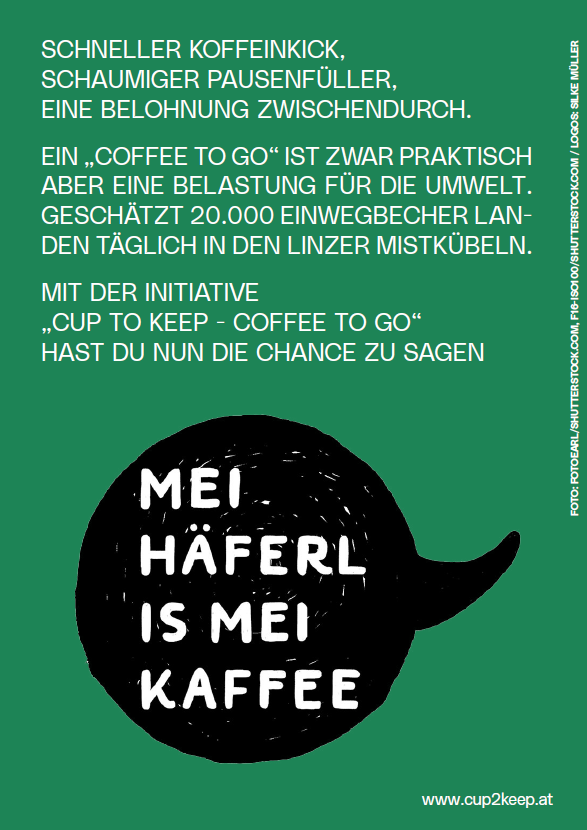 SCHNELLER KOFFEINKICK,
SCHAUMIGER PAUSENFÜLLER,
EINE BELOHNUNG ZWISCHENDURCH.
EIN „COFFEE TO GO“ IST ZWAR PRAKTISCH
ABER EINE BELASTUNG FÜR DIE UMWELT.
GESCHÄTZT 20.000 EINWEGBECHER LAN-
DEN TÄGLICH IN DEN LINZER MISTKÜBELN.
MIT DER INITIATIVE
„CUP TO KEEP - COFFEE TO GO“
HAST DU NUN DIE CHANCE ZU SAGEN
MEI
HÄFERL
IS MEI
KAFFEE
www.cup2keep.at
FOTO: FOTOEARL/SHUTTERSTOCK.COM, F16-ISO100/SHUTTERSTOCK.COM / LOGOS: SILKE MÜLLER